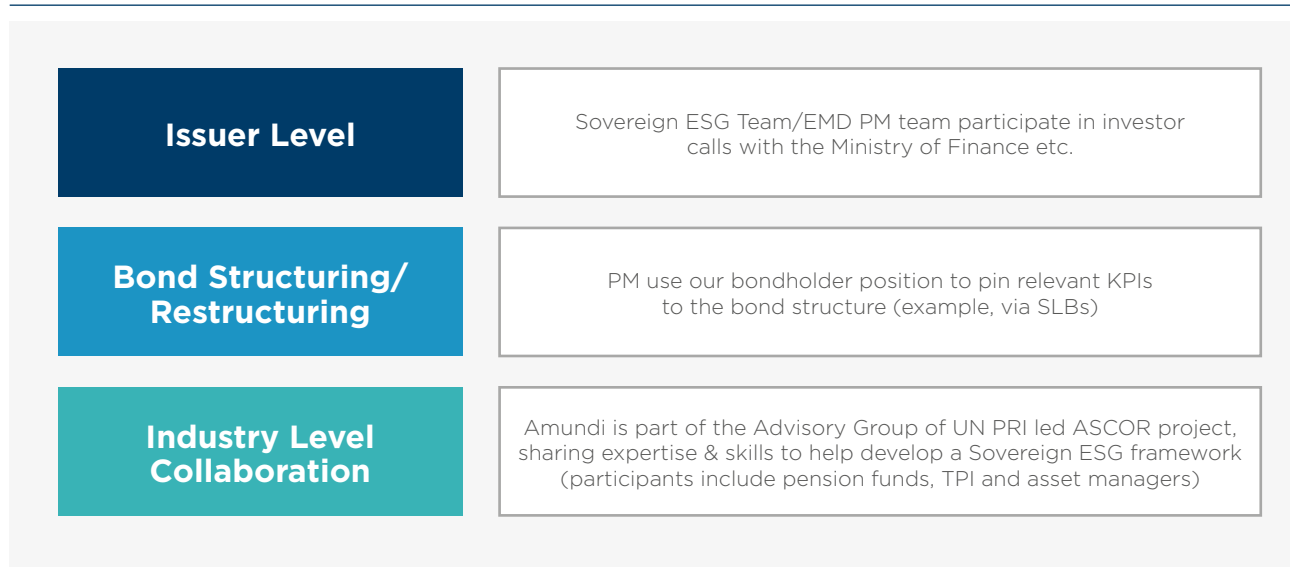 Issuer Level
Sovereign ESG Team/EMD PM team participate in investor
calls with the Ministry of Finance etc.
Bond Structuring/
Restructuring
PM use our bondholder position to pin relevant KPIs
to the bond structure (example, via SLBs)
Industry Level
Collaboration
Amundi is part of the Advisory Group of UN PRI led ASCOR project,
sharing expertise & skills to help develop a Sovereign ESG framework
(participants include pension funds, TPI and asset managers)